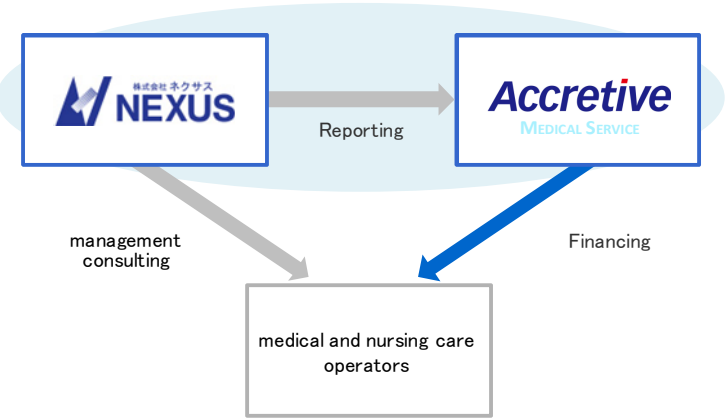 株式会社 ネクサス
NEXUS
Accretive
MEDICAL SERVICE
Reporting
management
consulting
Financing
medical and nursing care
operators